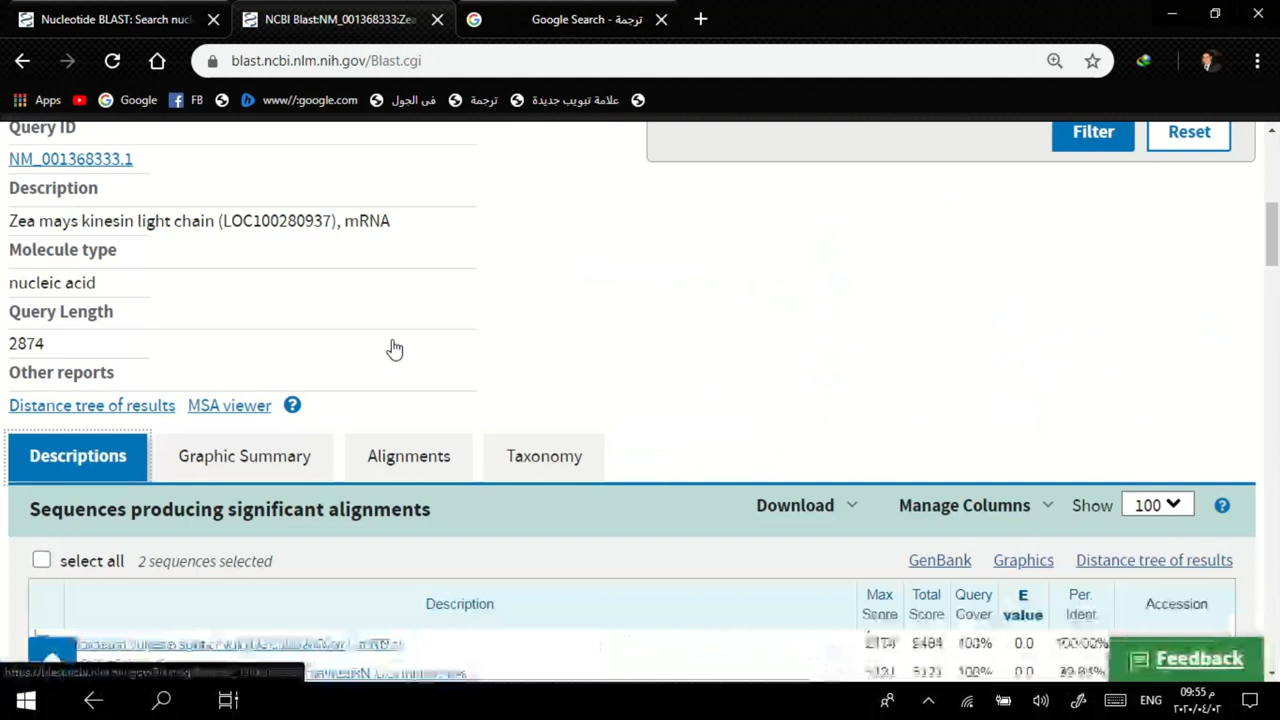 Nucleotide BLAST: Search nucl
NCBI Blast:NM_001368333:Zea
ترجمة - Google Search
blast.ncbi.nlm.nih.gov/Blast.cgi
Apps
Google
FB
www//:google.com
فى الجول
ترجمة
علامة تبويب جديدة
Query ID
Filter
Reset
NM_001368333.1
Description
Zea mays kinesin light chain (LOC100280937), mRNA
Molecule type
nucleic acid
Query Length
2874
Other reports
Distance tree of results
MSA viewer
?
Descriptions
Graphic Summary
Alignments
Taxonomy
Sequences producing significant alignments
Download
Manage Columns
Show
100
?
select all
2 sequences selected
GenBank
Graphics
Distance tree of results
Description
Max Score
Total Score
Query Cover
E value
Per. Ident.
Accession
100%
0.0
100%
0.0
Feedback
ENG
09:55 م